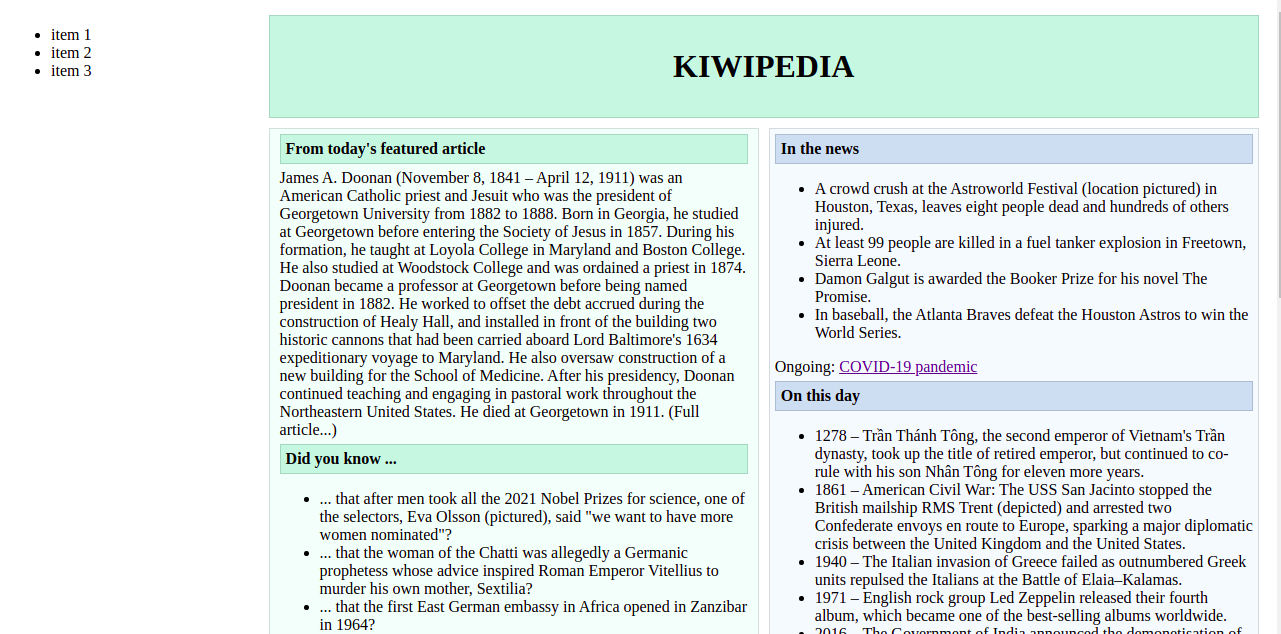 item 1
item 2
item 3
KIWIPEDIA
From today's featured article
James A. Doonan (November 8, 1841 – April 12, 1911) was an
American Catholic priest and Jesuit who was the president of
Georgetown University from 1882 to 1888. Born in Georgia, he studied
at Georgetown before entering the Society of Jesus in 1857. During his
formation, he taught at Loyola College in Maryland and Boston College.
He also studied at Woodstock College and was ordained a priest in 1874.
Doonan became a professor at Georgetown before being named
president in 1882. He worked to offset the debt accrued during the
construction of Healy Hall, and installed in front of the building two
historic cannons that had been carried aboard Lord Baltimore's 1634
expeditionary voyage to Maryland. He also oversaw construction of a
new building for the School of Medicine. After his presidency, Doonan
continued teaching and engaging in pastoral work throughout the
Northeastern United States. He died at Georgetown in 1911. (Full
article...)
Did you know ...
... that after men took all the 2021 Nobel Prizes for science, one of
the selectors, Eva Olsson (pictured), said "we want to have more
women nominated"?
... that the woman of the Chatti was allegedly a Germanic
prophetess whose advice inspired Roman Emperor Vitellius to
murder his own mother, Sextilia?
... that the first East German embassy in Africa opened in Zanzibar
in 1964?
In the news
A crowd crush at the Astroworld Festival (location pictured) in
Houston, Texas, leaves eight people dead and hundreds of others
injured.
At least 99 people are killed in a fuel tanker explosion in Freetown,
Sierra Leone.
Damon Galgut is awarded the Booker Prize for his novel The
Promise.
In baseball, the Atlanta Braves defeat the Houston Astros to win the
World Series.
Ongoing: COVID-19 pandemic
On this day
1278 – Trần Thánh Tông, the second emperor of Vietnam's Trần
dynasty, took up the title of retired emperor, but continued to co-
rule with his son Nhân Tông for eleven more years.
1861 – American Civil War: The USS San Jacinto stopped the
British mailship RMS Trent (depicted) and arrested two
Confederate envoys en route to Europe, sparking a major diplomatic
crisis between the United Kingdom and the United States.
1940 – The Italian invasion of Greece failed as outnumbered Greek
units repulsed the Italians at the Battle of Elaia–Kalamas.
1971 – English rock group Led Zeppelin released their fourth
album, which became one of the best-selling albums worldwide.
2016 – The Government of India announced the demonetisation of